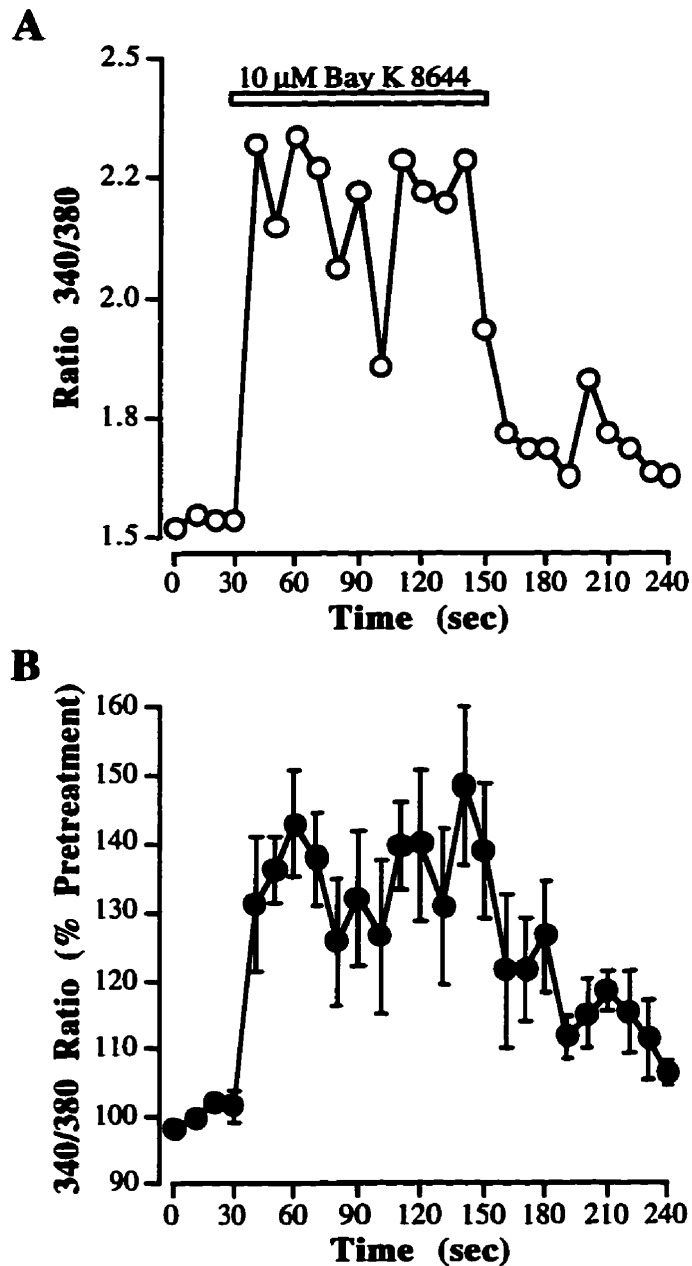 A
2.5
10 µM Bay K 8644
2.2
2.0
1.8
1.5
Ratio 340/380
0 30 60 90 120 150 180 210 240
Time (sec)
B
160
150
140
130
120
110
100
90
340/380 Ratio (% Pretreatment)
0 30 60 90 120 150 180 210 240
Time (sec)